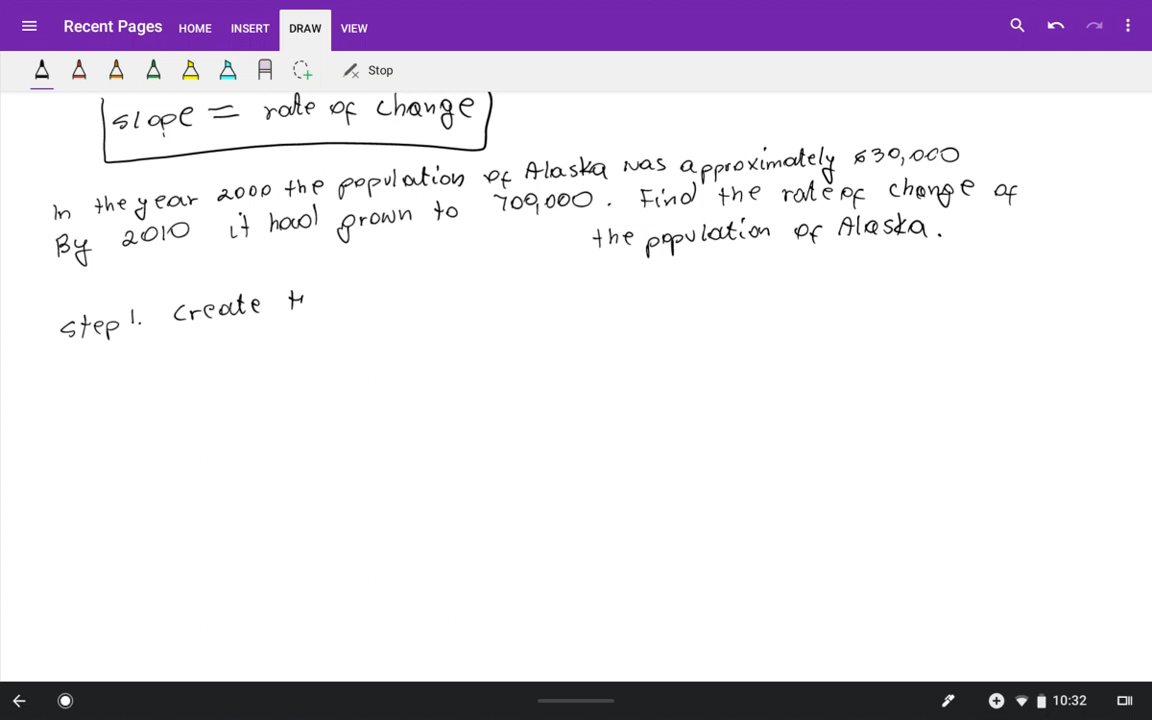 Recent Pages HOME INSERT DRAW VIEW
Stop
slope = rate of change
In the year 2000 the population of Alaska was approximately 630,000
By 2010 it had grown to 709,000. Find the rate of change of
the population of Alaska.
step 1. create t
10:32